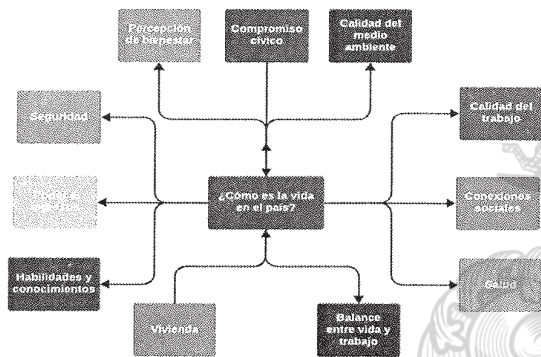 Percepción
de bienestar
Compromiso
cívico
Calidad del
medio
ambiente
Seguridad
Calidad del
trabajo
¿Cómo es la vida
en el país?
Conexiones
sociales
Habilidades y
conocimientos
Salud
Vivienda
Balance
entre vida y
trabajo